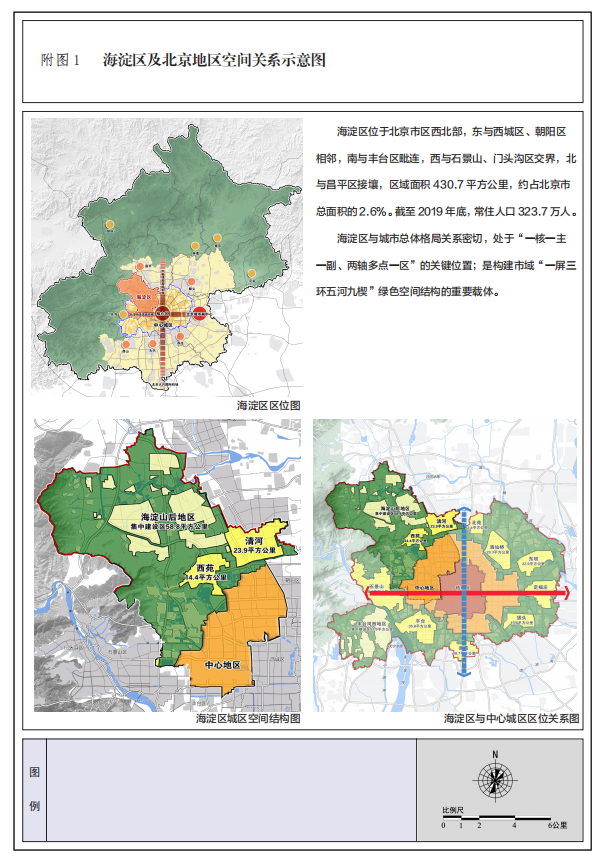 附图1 海淀区及北京地区空间关系示意图
海淀区位于北京市区西北部，东与西城区、朝阳区
相邻，南与丰台区毗连，西与石景山、门头沟区交界，北
与昌平区接壤，区域面积 430.7 平方公里，约占北京市
总面积的2.6%。截至 2019 年底，常住人口 323.7 万人。
海淀区与城市总体格局关系密切，处于“一核一主
一副、两轴多点一区”的关键位置；是构建市域“一屏三
环五河九楔”绿色空间结构的重要载体。
海淀区
中心城区
海淀区区位图
海淀山后地区
集中建设区58.8平方公里
清河
23.9平方公里
西苑
14.4平方公里
中心地区
海淀区城区空间结构图
海淀山后地区
清河
西苑
中心地区
海淀区与中心城区区位关系图
图
例
N
比例尺
0 1 2 4 6公里